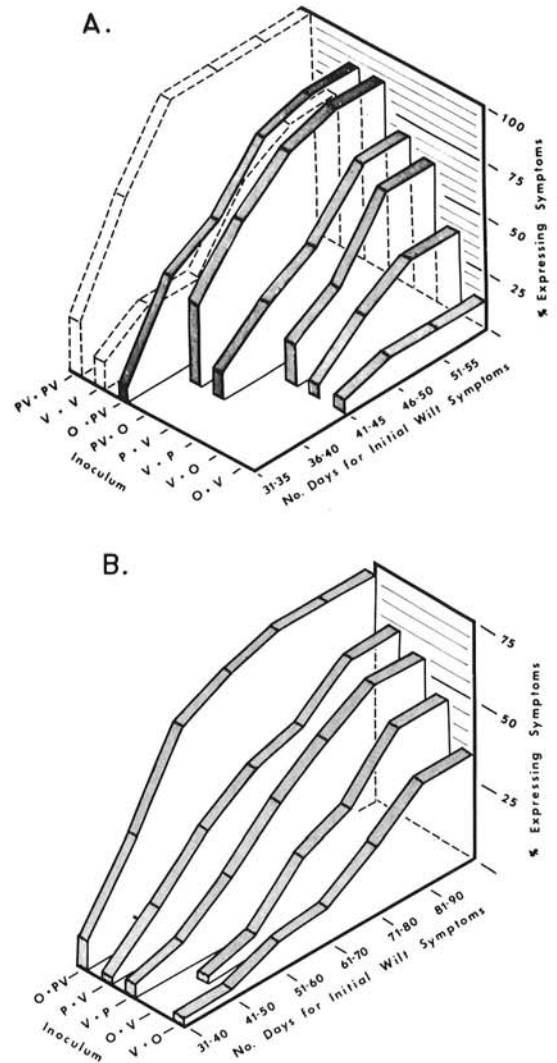 A.
100
75
50
25
% Expressing Symptoms
PV · PV
V · V
O · PV
PV · O
P · V
V · P
V · O
O · V
Inoculum
31-35
36-40
41-45
46-50
51-55
No. Days for Initial Wilt Symptoms
B.
75
50
25
% Expressing Symptoms
O · PV
P · V
V · P
O · V
V · O
Inoculum
31-40
41-50
51-60
61-70
71-80
81-90
No. Days for Initial Wilt Symptoms